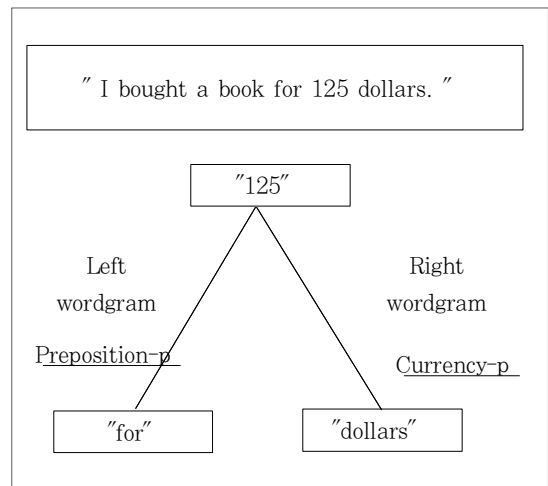 " I bought a book for 125 dollars. "
"125"
Left
wordgram
Right
wordgram
Preposition-p
Currency-p
"for"
"dollars"